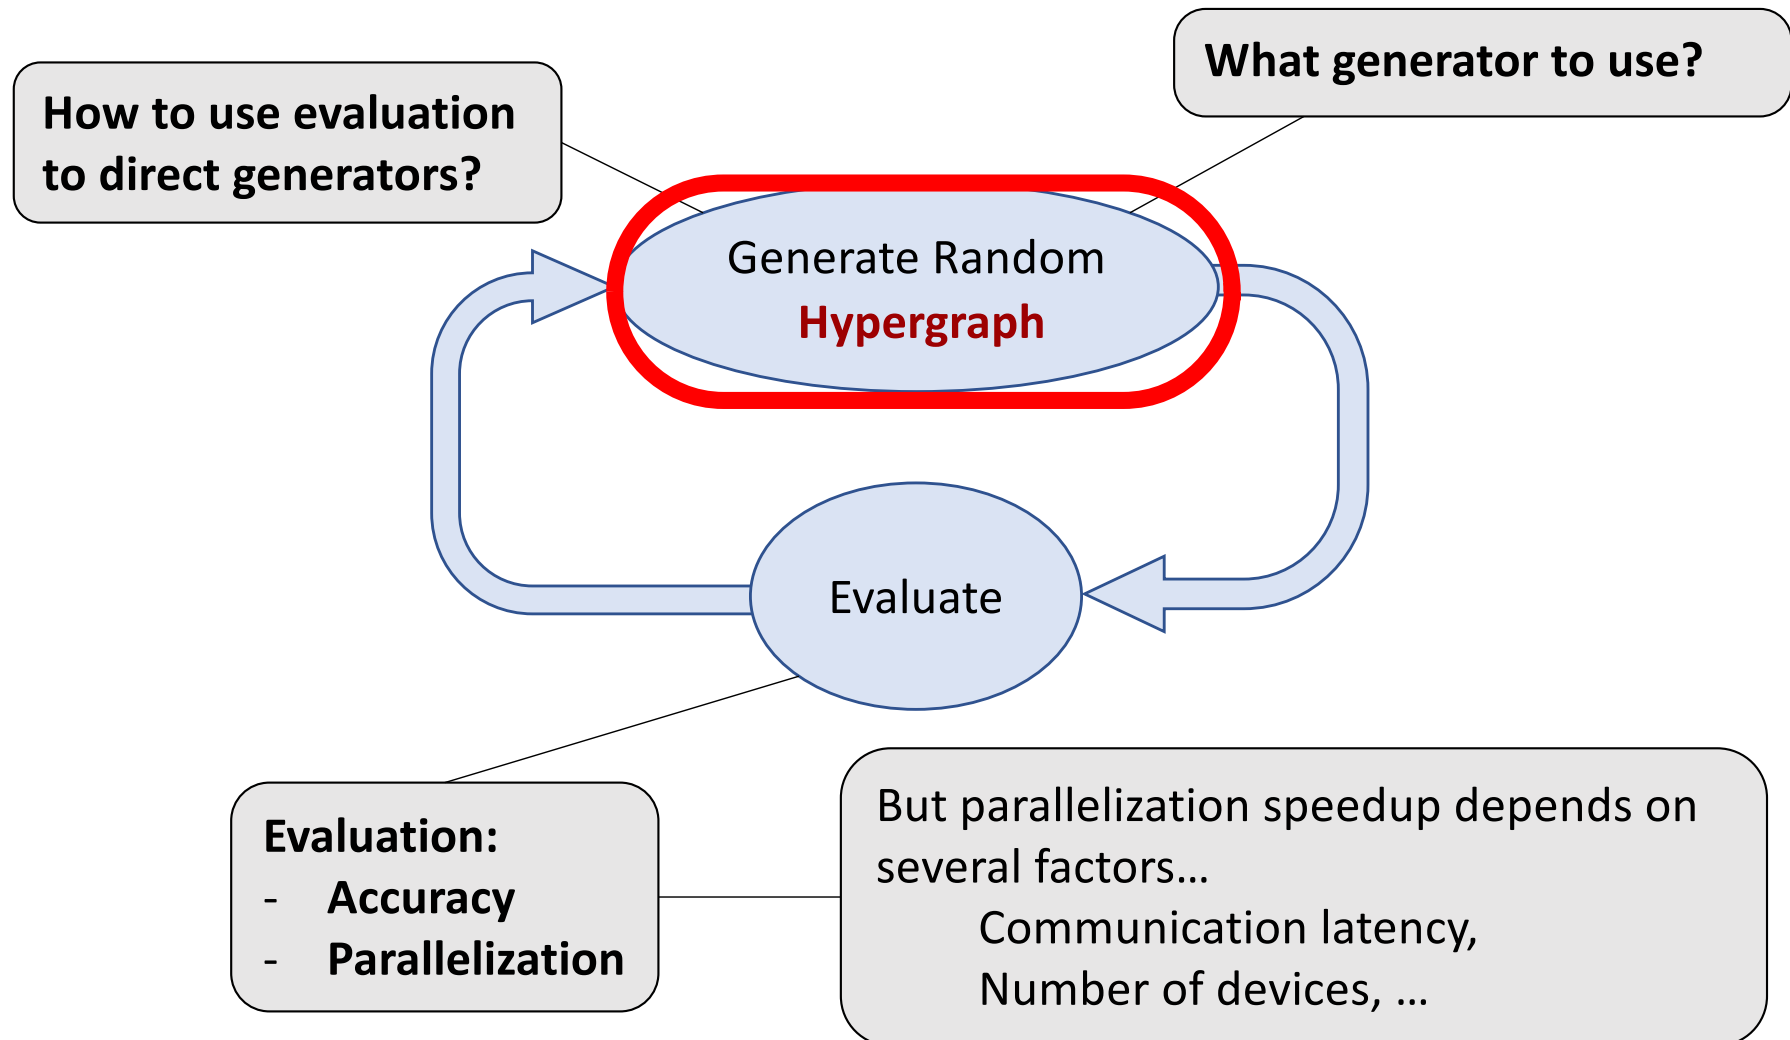 What generator to use?
How to use evaluation
to direct generators?
Generate Random
Hypergraph
Evaluate
Evaluation:
- Accuracy
- Parallelization
But parallelization speedup depends on
several factors…
Communication latency,
Number of devices, …